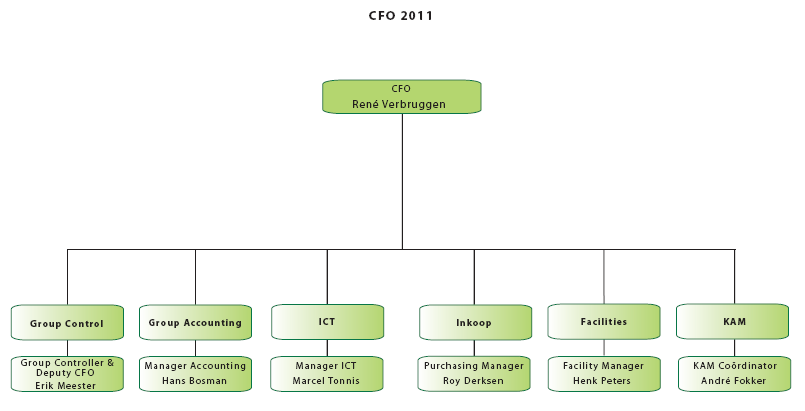 CFO 2011
CFO
René Verbruggen
Group Control
Group Accounting
ICT
Inkoop
Facilities
KAM
Group Controller &
Deputy CFO
Erik Meester
Manager Accounting
Hans Bosman
Manager ICT
Marcel Tonnis
Purchasing Manager
Roy Derksen
Facility Manager
Henk Peters
KAM Coördinator
André Fokker